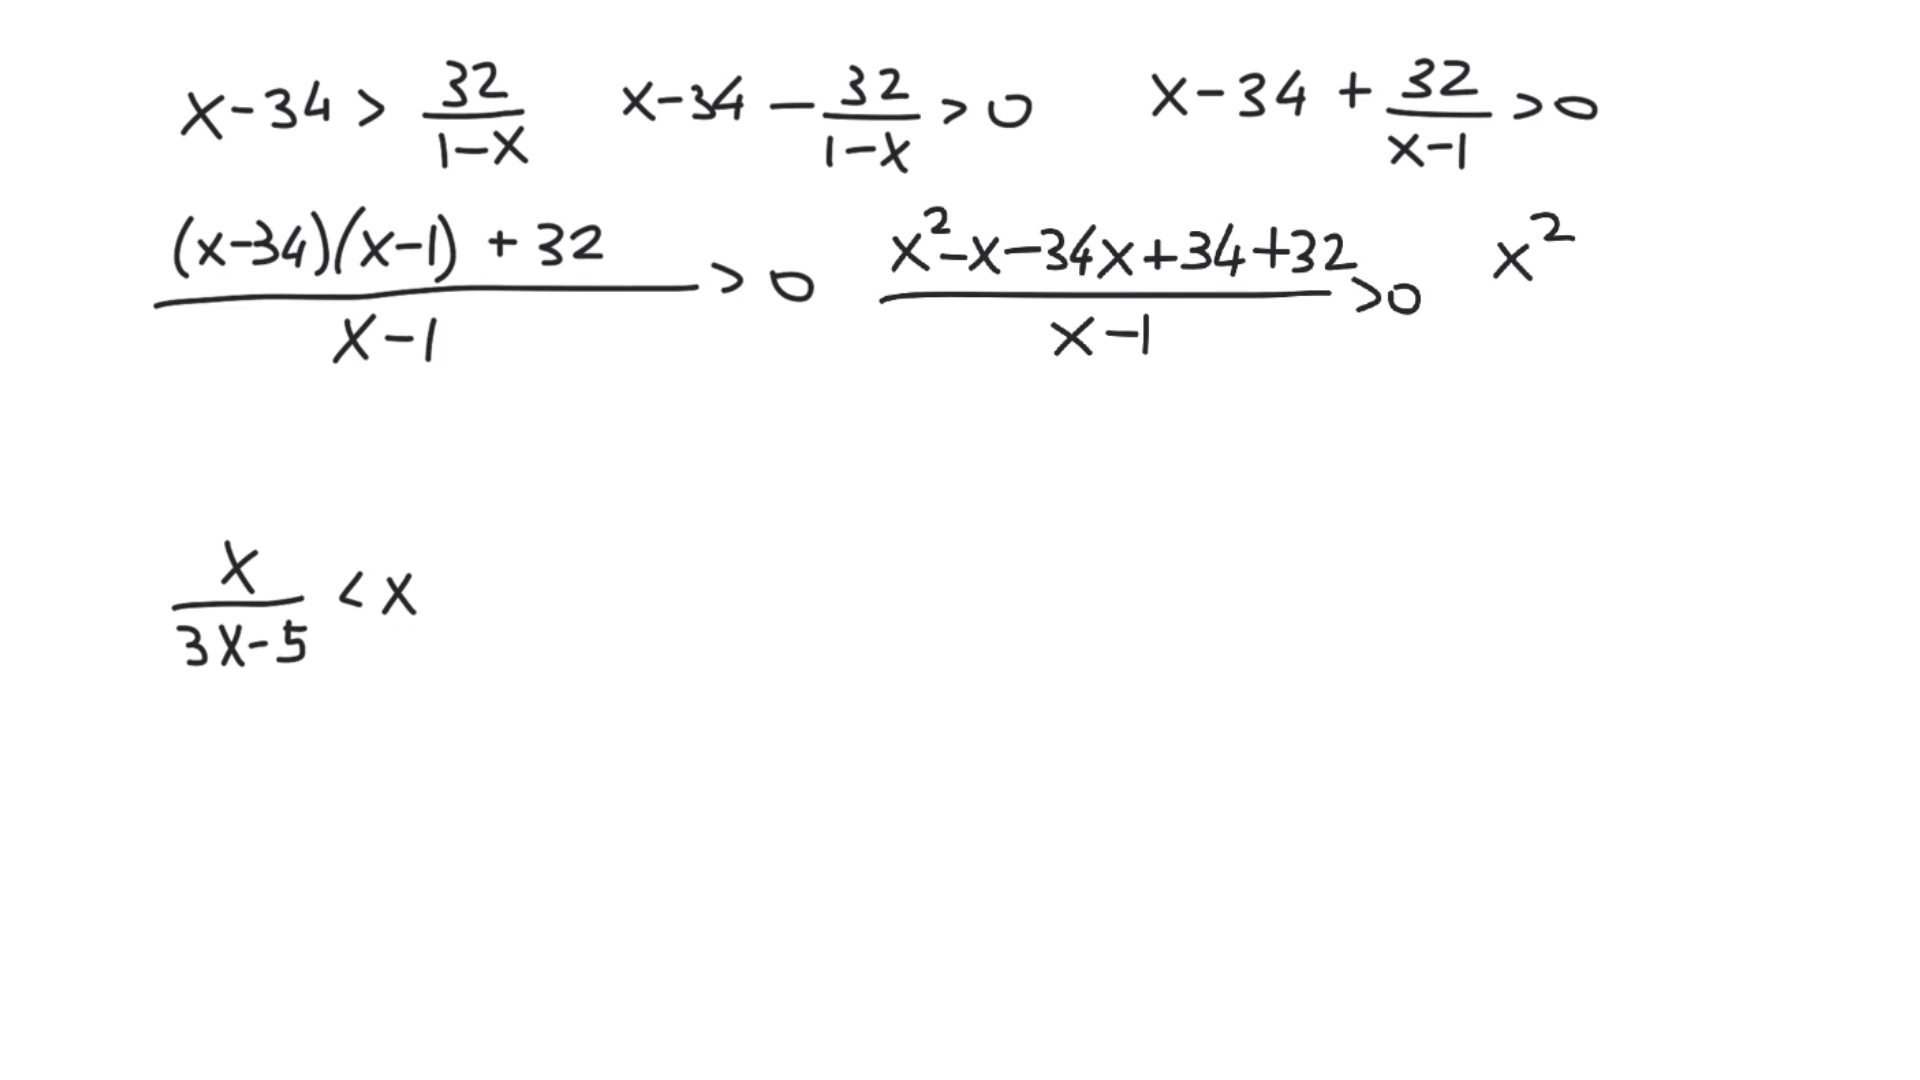 x-34 > 32/(1-x)   x-34 - 32/(1-x) > 0   x-34 + 32/(x-1) > 0
((x-34)(x-1) + 32)/(x-1) > 0   (x²-x-34x+34+32)/(x-1) > 0   x²
x/(3x-5) < x